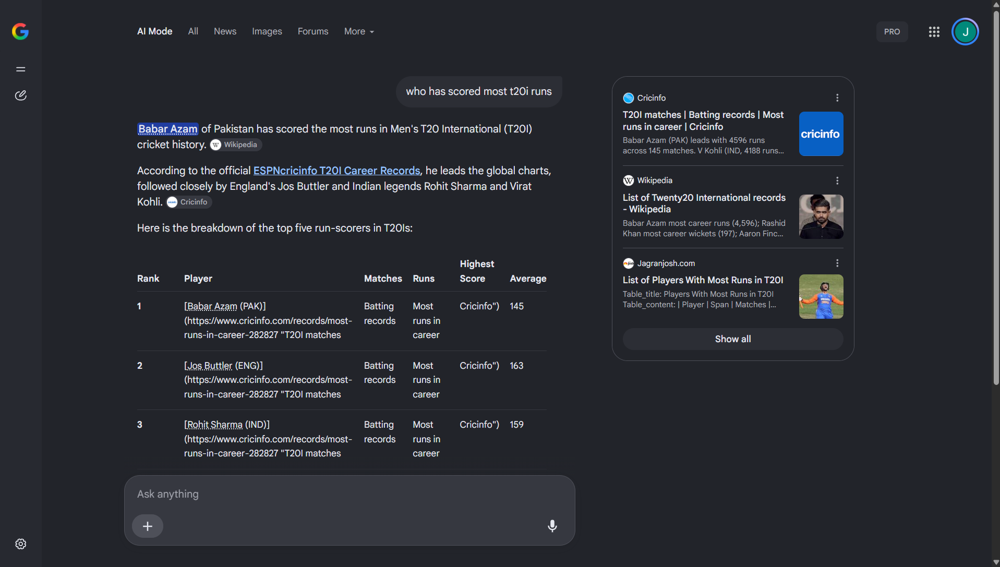 AI Mode All News Images Forums More
PRO
J
who has scored most t20i runs
Babar Azam of Pakistan has scored the most runs in Men's T20 International (T20I)
cricket history. W Wikipedia
According to the official ESPNcricinfo T20I Career Records, he leads the global charts,
followed closely by England's Jos Buttler and Indian legends Rohit Sharma and Virat
Kohli. cricinfo Cricinfo
Here is the breakdown of the top five run-scorers in T20Is:
Rank Player Matches Runs Highest Score Average
1 [Babar Azam (PAK)] Batting Most Cricinfo") 145
(https://www.cricinfo.com/records/most- records runs in
runs-in-career-282827 "T20I matches career
2 [Jos Buttler (ENG)] Batting Most Cricinfo") 163
(https://www.cricinfo.com/records/most- records runs in
runs-in-career-282827 "T20I matches career
3 [Rohit Sharma (IND)] Batting Most Cricinfo") 159
(https://www.cricinfo.com/records/most- records runs in
runs-in-career-282827 "T20I matches career
Ask anything
Cricinfo
T20I matches | Batting records | Most
runs in career | Cricinfo
Babar Azam (PAK) leads with 4596 runs
across 145 matches. V Kohli (IND, 4188 runs...
cricinfo
W Wikipedia
List of Twenty20 International records
- Wikipedia
Babar Azam most career runs (4,596); Rashid
Khan most career wickets (197); Aaron Finc...
Jagranjosh.com
List of Players With Most Runs in T20I
Table_title: Players With Most Runs in T20I
Table_content: | Player | Span | Matches |...
Show all